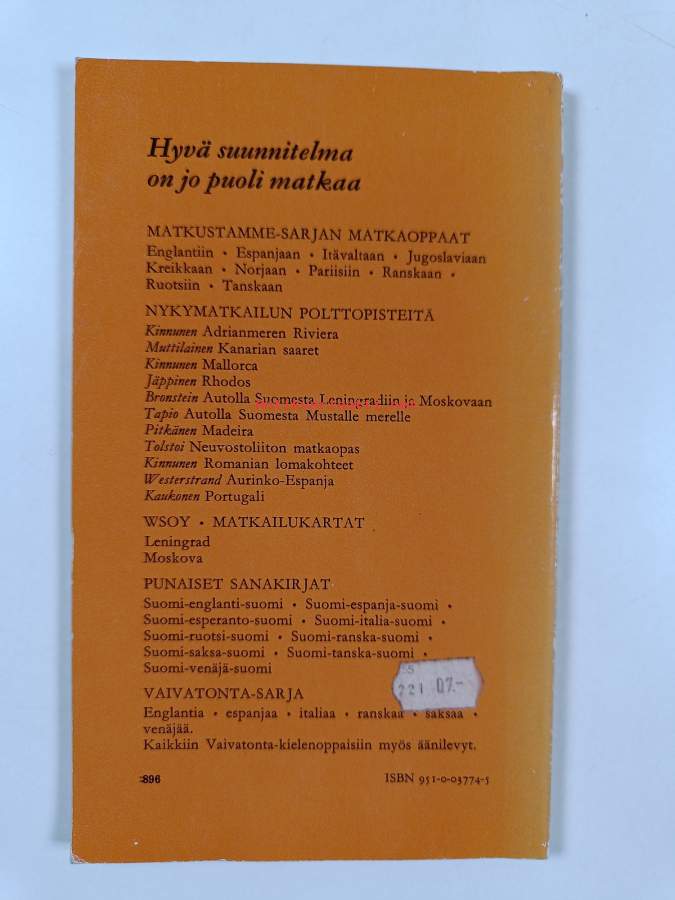 Hyvä suunnitelma
on jo puoli matkaa
MATKUSTAMME-SARJAN MATKAOPPAAT
Englantiin • Espanjaan • Itävaltaan • Jugoslaviaan
Kreikkaan • Norjaan • Pariisiin • Ranskaan •
Ruotsiin • Tanskaan
NYKYMATKAILUN POLTTOPISTEITÄ
Kinnunen Adrianmeren Riviera
Muttilainen Kanarian saaret
Kinnunen Mallorca
Jäppinen Rhodos
Bronstein Autolla Suomesta Leningradiin ja Moskovaan
Tapio Autolla Suomesta Mustalle merelle
Pitkänen Madeira
Tolstoi Neuvostoliiton matkaopas
Kinnunen Romanian lomakohteet
Westerstrand Aurinko-Espanja
Kaukonen Portugali
WSOY • MATKAILUKARTAT
Leningrad
Moskova
PUNAISET SANAKIRJAT
Suomi-englanti-suomi • Suomi-espanja-suomi •
Suomi-esperanto-suomi • Suomi-italia-suomi •
Suomi-ruotsi-suomi • Suomi-ranska-suomi •
Suomi-saksa-suomi • Suomi-tanska-suomi •
Suomi-venäjä-suomi
221 07.-
VAIVATONTA-SARJA
Englantia • espanjaa • italiaa • ranskaa • saksaa •
venäjää.
Kaikkiin Vaivatonta-kielenoppaisiin myös äänilevyt.
896 ISBN 951-0-03774-5